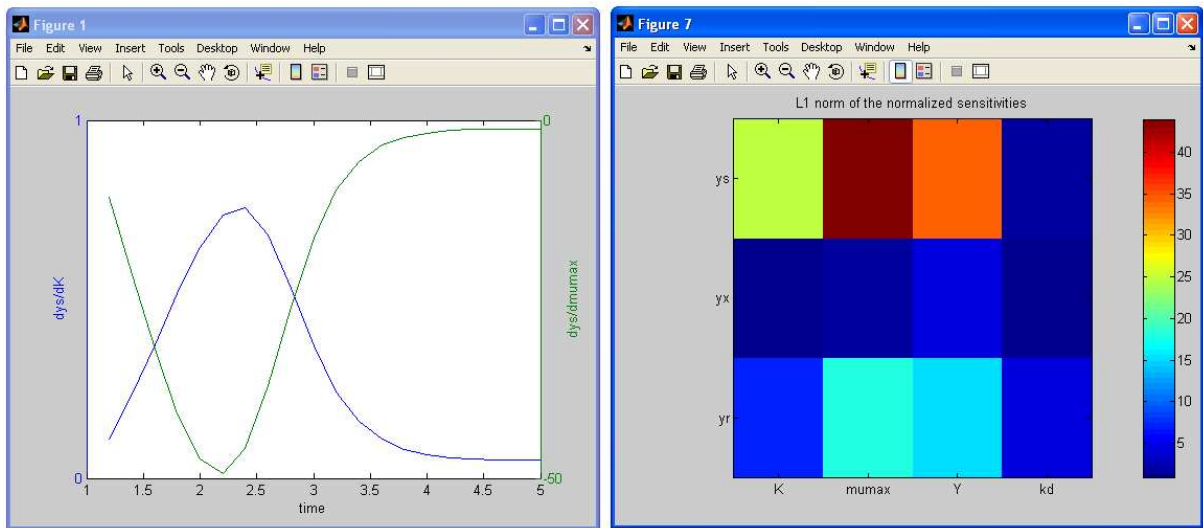 Figure 1
File Edit View Insert Tools Desktop Window Help
1
0
dys/dK
0
-50
dys/dmumax
1 1.5 2 2.5 3 3.5 4 4.5 5
time
Figure 7
File Edit View Insert Tools Desktop Window Help
L1 norm of the normalized sensitivities
ys
yx
yr
K mumax Y kd
40
35
30
25
20
15
10
5